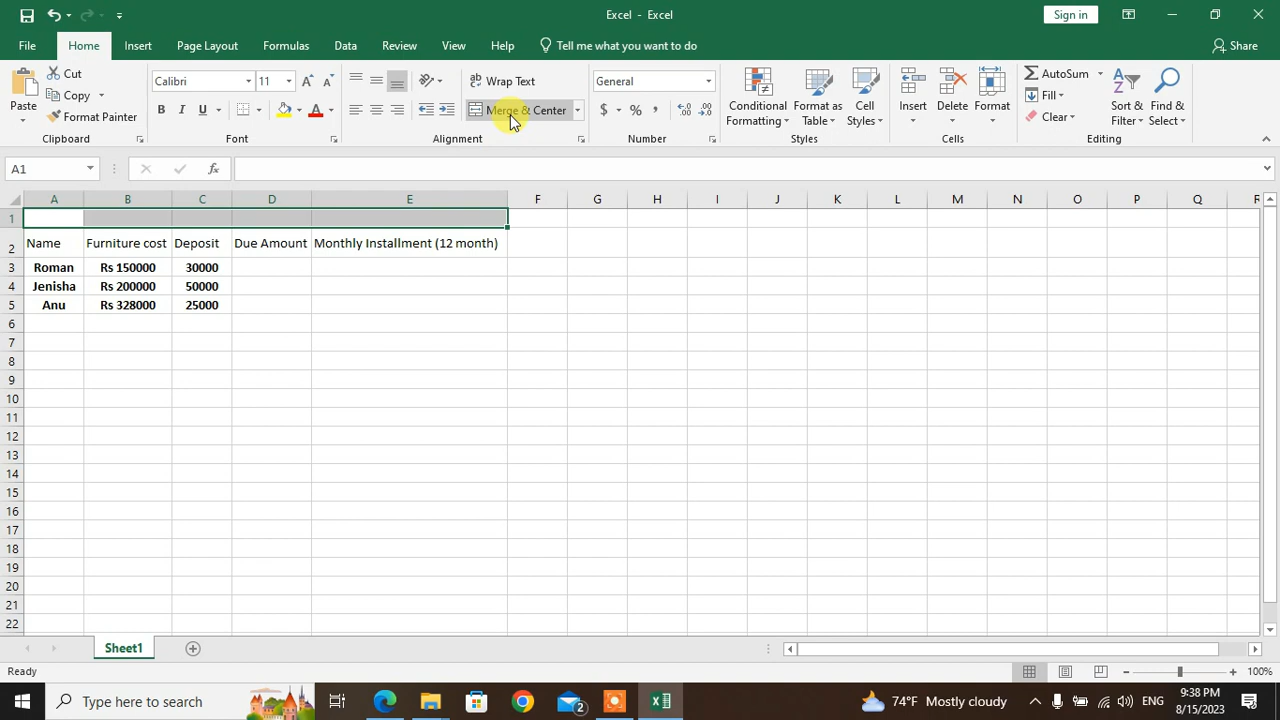 Excel - Excel
Sign in
File Home Insert Page Layout Formulas Data Review View Help Tell me what you want to do Share
Paste Cut Calibri 11 ab Wrap Text General Conditional Formatting Format as Table Cell Styles Insert Delete Format AutoSum Sort & Filter Find & Select
Copy B I U A Merge & Center $ % , Fill
Format Painter Clear
Clipboard Font Alignment Number Styles Cells Editing
A1 fx
A B C D E F G H I J K L M N O P Q R
1
2 Name Furniture cost Deposit Due Amount Monthly Installment (12 month)
3 Roman Rs 150000 30000
4 Jenisha Rs 200000 50000
5 Anu Rs 328000 25000
6
7
8
9
10
11
12
13
14
15
16
17
18
19
20
21
22
Sheet1
Ready 100%
Type here to search 2 74°F Mostly cloudy ENG 9:38 PM
8/15/2023